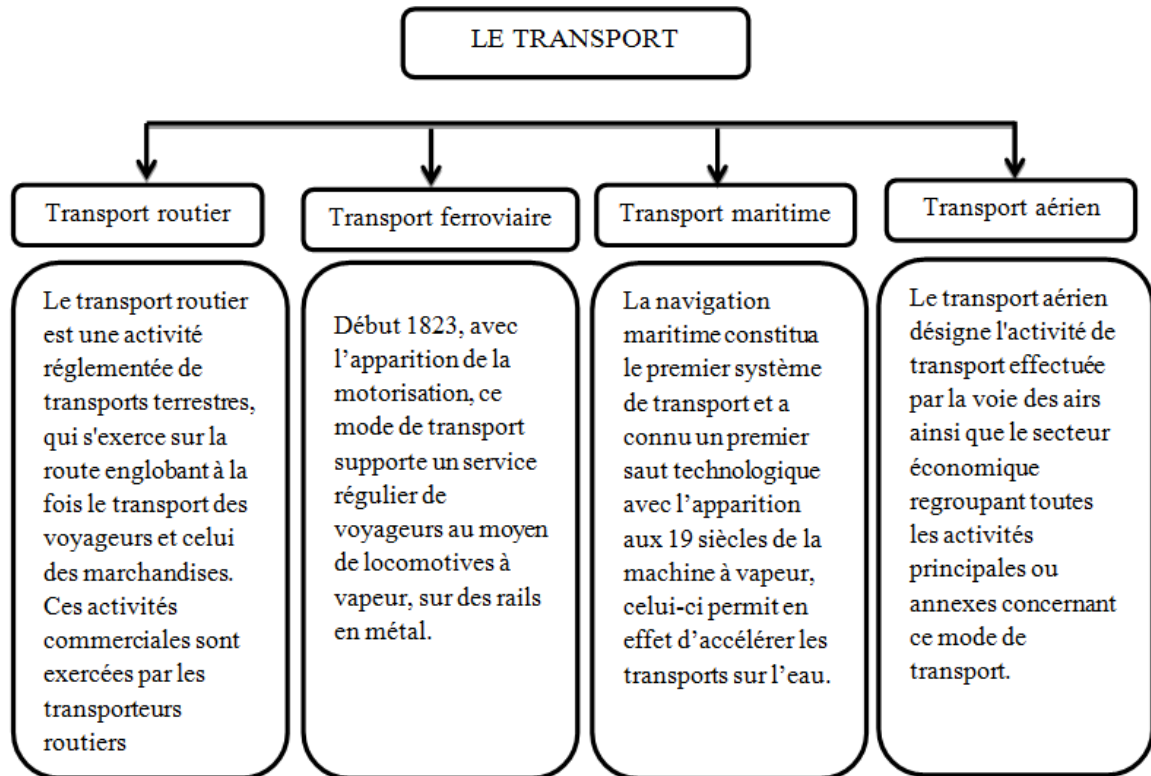 LE TRANSPORT
Transport routier
Transport ferroviaire
Transport maritime
Transport aérien
Le transport routier
est une activité
réglementée de
transports terrestres,
qui s'exerce sur la
route englobant à la
fois le transport des
voyageurs et celui
des marchandises.
Ces activités
commerciales sont
exercées par les
transporteurs
routiers
Début 1823, avec
l’apparition de la
motorisation, ce
mode de transport
supporte un service
régulier de
voyageurs au moyen
de locomotives à
vapeur, sur des rails
en métal.
La navigation
maritime constitua
le premier système
de transport et a
connu un premier
saut technologique
avec l’apparition
aux 19 siècles de la
machine à vapeur,
celui-ci permit en
effet d’accélérer les
transports sur l’eau.
Le transport aérien
désigne l'activité de
transport effectuée
par la voie des airs
ainsi que le secteur
économique
regroupant toutes
les activités
principales ou
annexes concernant
ce mode de
transport.